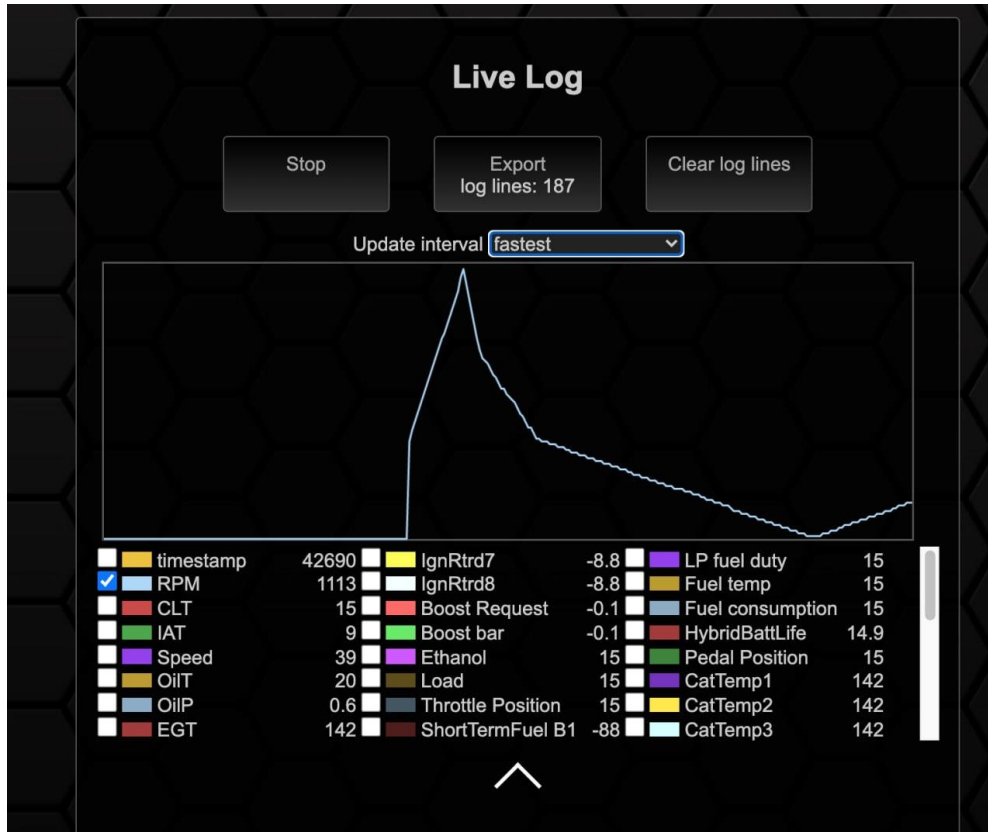 Live Log
Stop
Export
log lines: 187
Clear log lines
Update interval fastest
timestamp 42690 IgnRtrd7 -8.8 LP fuel duty 15
RPM 1113 IgnRtrd8 -8.8 Fuel temp 15
CLT 15 Boost Request -0.1 Fuel consumption 15
IAT 9 Boost bar -0.1 HybridBattLife 14.9
Speed 39 Ethanol 15 Pedal Position 15
OilT 20 Load 15 CatTemp1 142
OilP 0.6 Throttle Position 15 CatTemp2 142
EGT 142 ShortTermFuel B1 -88 CatTemp3 142